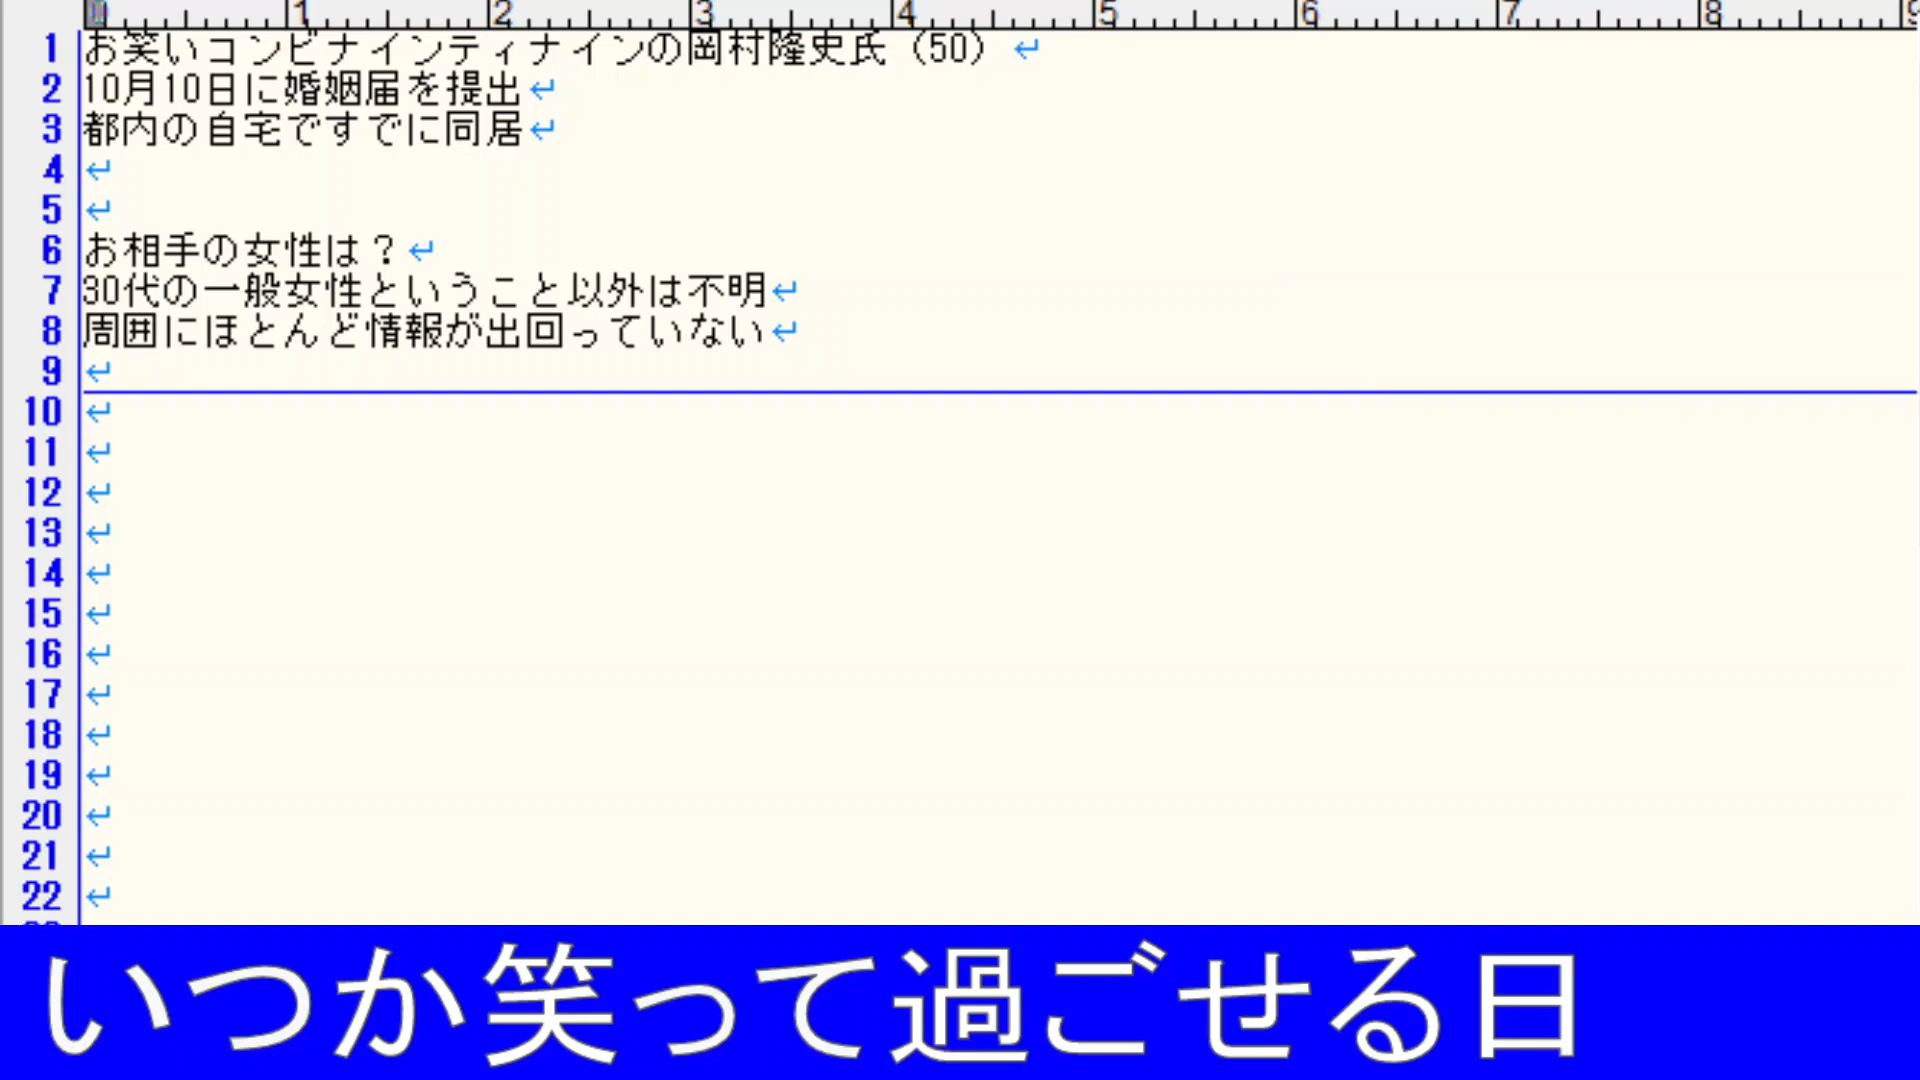 0 1 2 3 4 5 6 7 8 9
1 お笑いコンビナインティナインの岡村隆史氏（50）↵
2 10月10日に婚姻届を提出↵
3 都内の自宅ですでに同居↵
4 ↵
5 ↵
6 お相手の女性は？↵
7 30代の一般女性ということ以外は不明↵
8 周囲にほとんど情報が出回っていない↵
9 ↵
10 ↵
11 ↵
12 ↵
13 ↵
14 ↵
15 ↵
16 ↵
17 ↵
18 ↵
19 ↵
20 ↵
21 ↵
22 ↵
いつか笑って過ごせる日